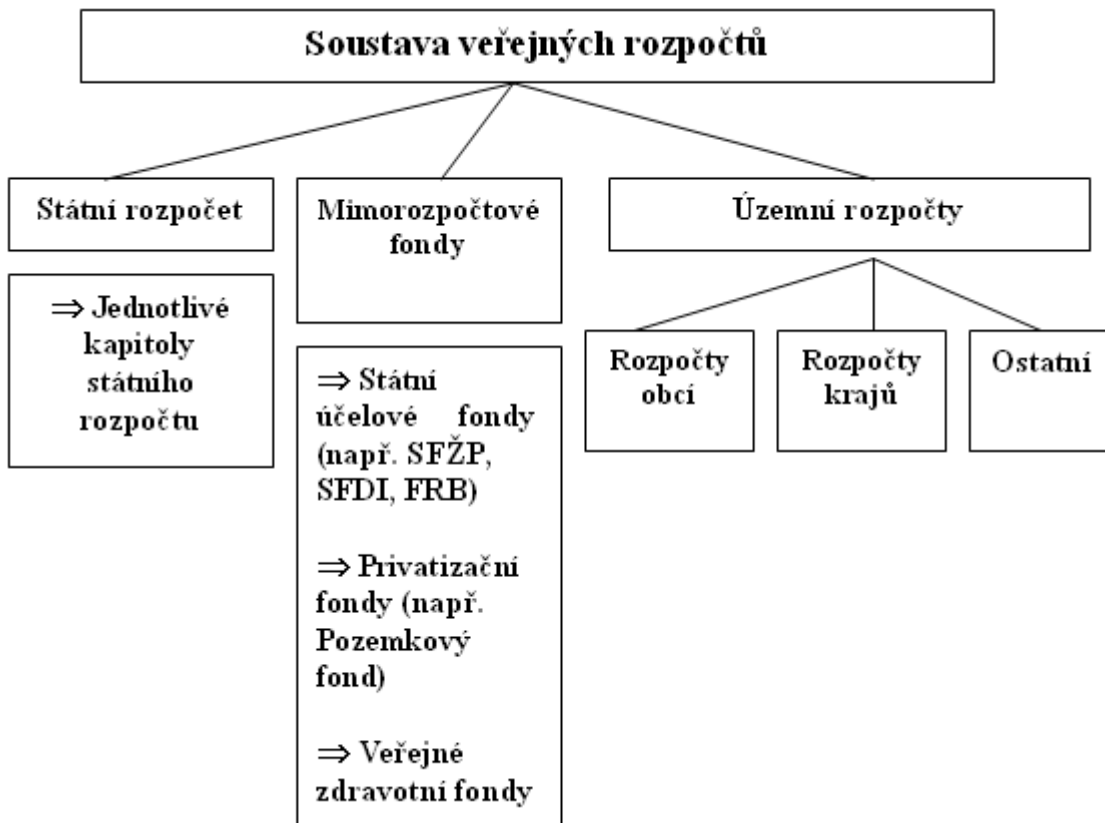 Soustava veřejných rozpočtů
Státní rozpočet
⇒ Jednotlivé
kapitoly
státního
rozpočtu
Mimorozpočtové
fondy
⇒ Státní
účelové fondy
(např. SFŽP,
SFDI, FRB)
⇒ Privatizační
fondy (např.
Pozemkový
fond)
⇒ Veřejné
zdravotní fondy
Územní rozpočty
Rozpočty
obcí
Rozpočty
krajů
Ostatní